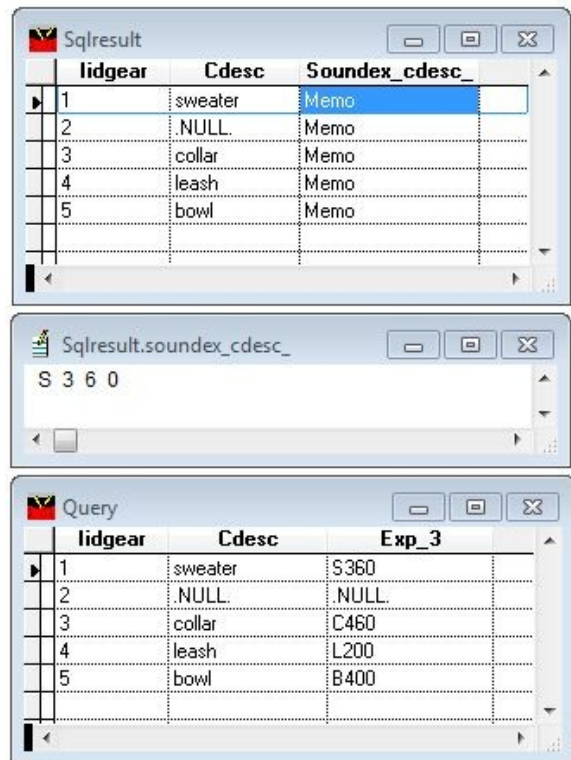 Sqlresult
Iidgear Cdesc Soundex_cdesc_
1 sweater Memo
2 .NULL. Memo
3 collar Memo
4 leash Memo
5 bowl Memo
Sqlresult.soundex_cdesc_
S 3 6 0
Query
Iidgear Cdesc Exp_3
1 sweater S360
2 .NULL. .NULL.
3 collar C460
4 leash L200
5 bowl B400